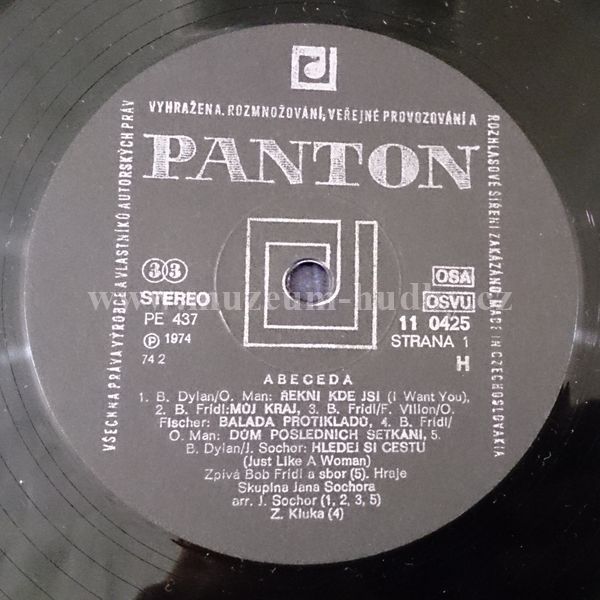 VYHRAŽENA. ROZMNOŽOVÁNÍ, VEŘEJNÉ PROVOZOVÁNÍ A
PANTON
VŠECHNA PRÁVA VÝROBCE A VLASTNÍKŮ AUTORSKÝCH PRÁV
ROZHLASOVÉ ŠÍŘENÍ ZAKÁZÁNO. MADE IN CZECHOSLOVAKIA
33
STEREO
PE 437
℗ 1974
74 2
OSA
OSVU
11 0425
STRANA 1
H
www.muzeum-hudby.cz
ABECEDA
1. B. Dylan/O. Man: ŘEKNI KDE JSI (I Want You),
2. B. Frídl: MŮJ KRAJ, 3. B. Frídl/F. Villon/O.
Fischer: BALADA PROTIKLADŮ, 4. B. Frídl/
O. Man: DŮM POSLEDNÍCH SETKÁNÍ, 5.
B. Dylan/J. Sochor: HLEDEJ SI CESTU
(Just Like A Woman)
Zpívá Bob Frídl a sbor (5). Hraje
Skupina Jana Sochora
arr. J. Sochor (1, 2, 3, 5)
Z. Kluka (4)